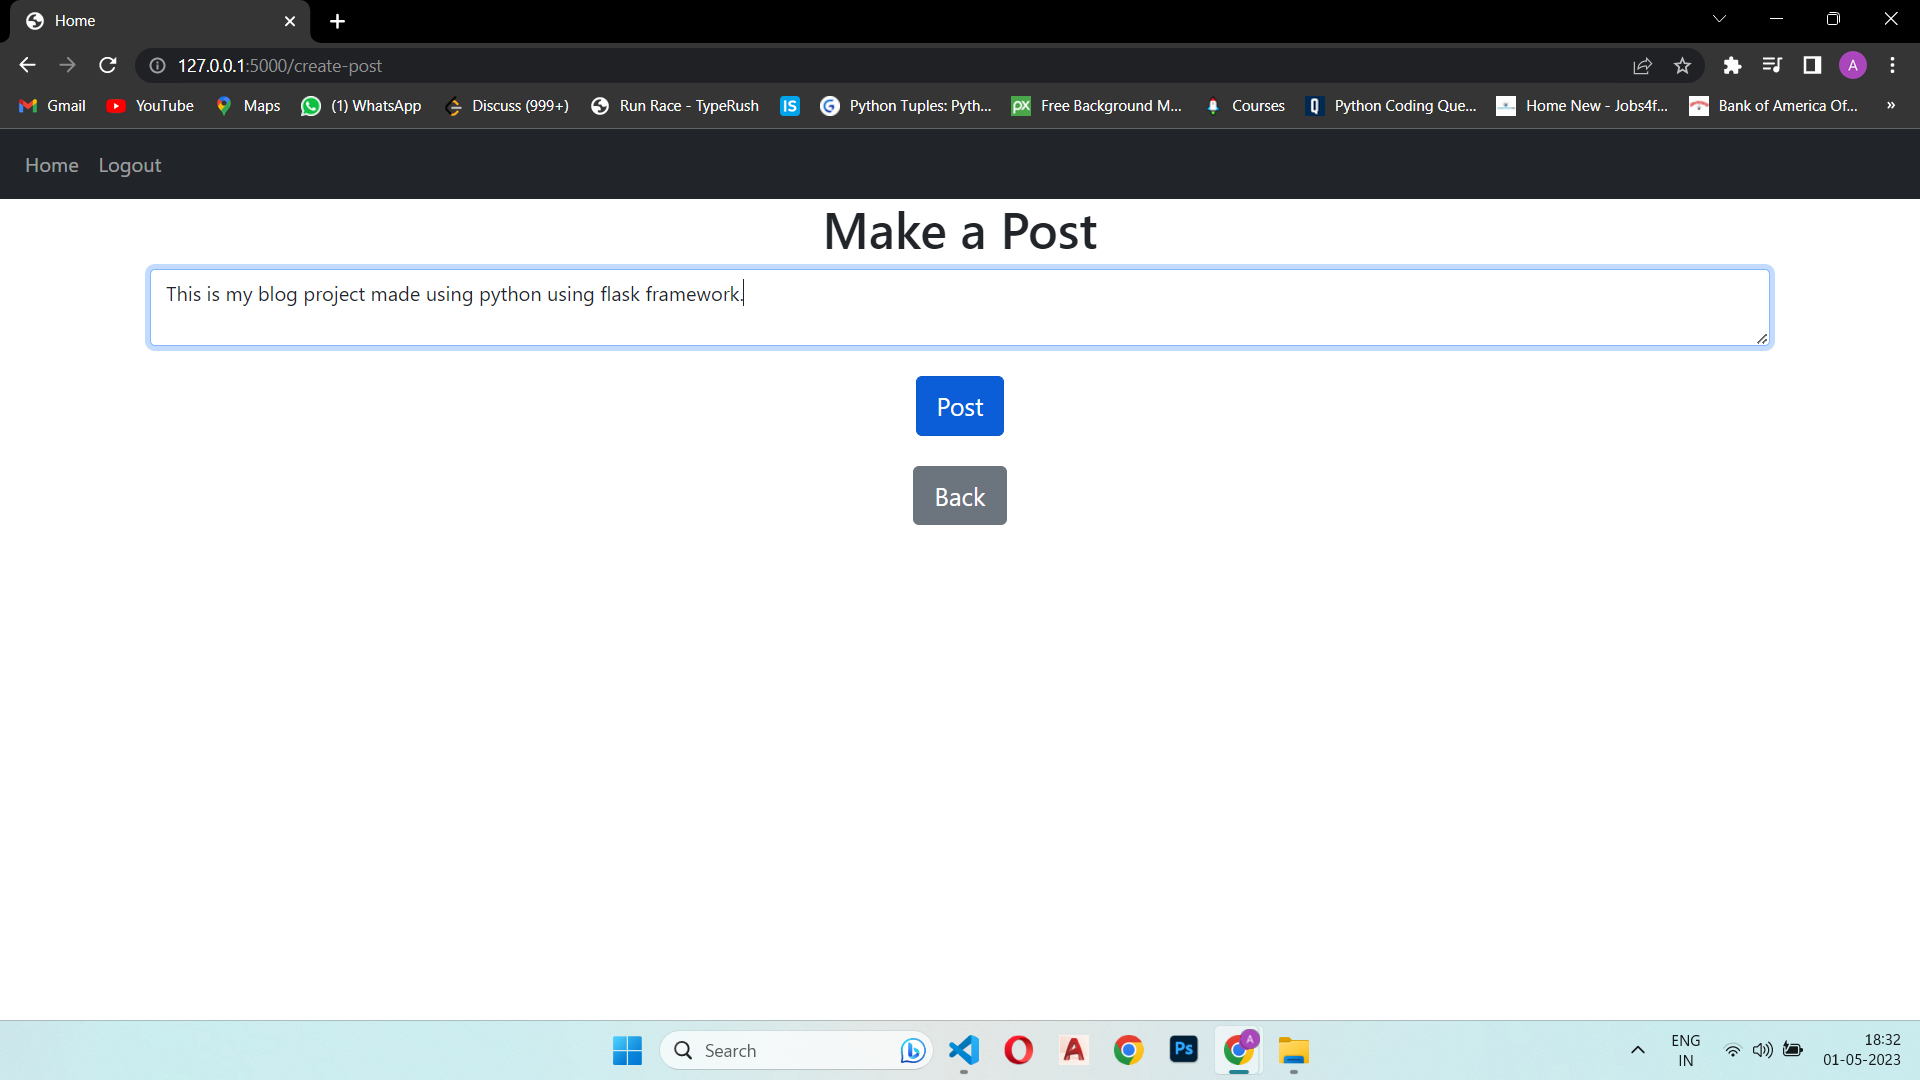 Home
127.0.0.1:5000/create-post
A
Gmail YouTube Maps (1) WhatsApp Discuss (999+) Run Race - TypeRush IS Python Tuples: Pyth... px Free Background M... Courses Python Coding Que... Home New - Jobs4f... Bank of America Of... »
Home Logout
Make a Post
This is my blog project made using python using flask framework.
Post
Back
Search
Ps
A
ENG
IN
18:32
01-05-2023